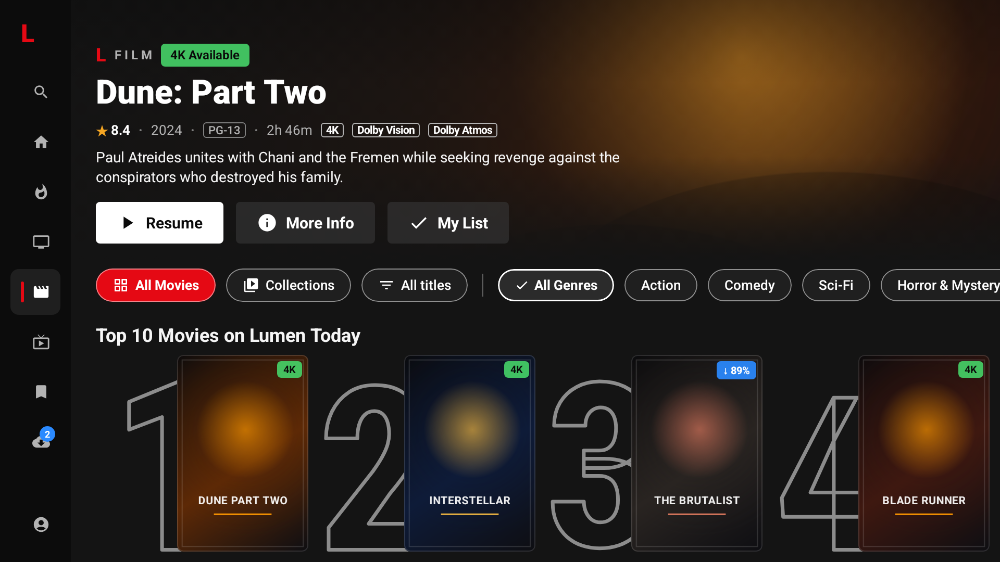 L
L FILM 4K Available
Dune: Part Two
★ 8.4 · 2024 · PG-13 · 2h 46m 4K Dolby Vision Dolby Atmos
Paul Atreides unites with Chani and the Fremen while seeking revenge against the
conspirators who destroyed his family.
Resume More Info My List
All Movies Collections All titles All Genres Action Comedy Sci-Fi Horror & Mystery
Top 10 Movies on Lumen Today
1 4K 2 4K 3 ↓ 89% 4 4K
DUNE PART TWO INTERSTELLAR THE BRUTALIST BLADE RUNNER
2